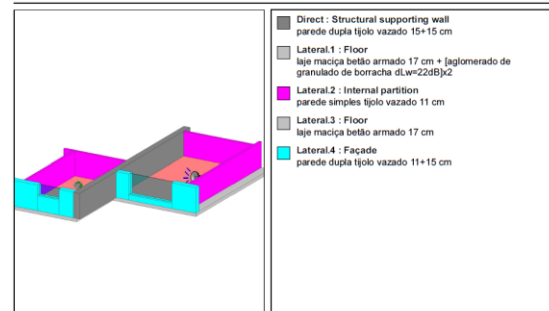 Direct : Structural supporting wall
parede dupla tijolo vazado 15+15 cm
Lateral.1 : Floor
laje maciça betão armado 17 cm + [aglomerado de
granulado de borracha dLw=22dB]x2
Lateral.2 : Internal partition
parede simples tijolo vazado 11 cm
Lateral.3 : Floor
laje maciça betão armado 17 cm
Lateral.4 : Façade
parede dupla tijolo vazado 11+15 cm